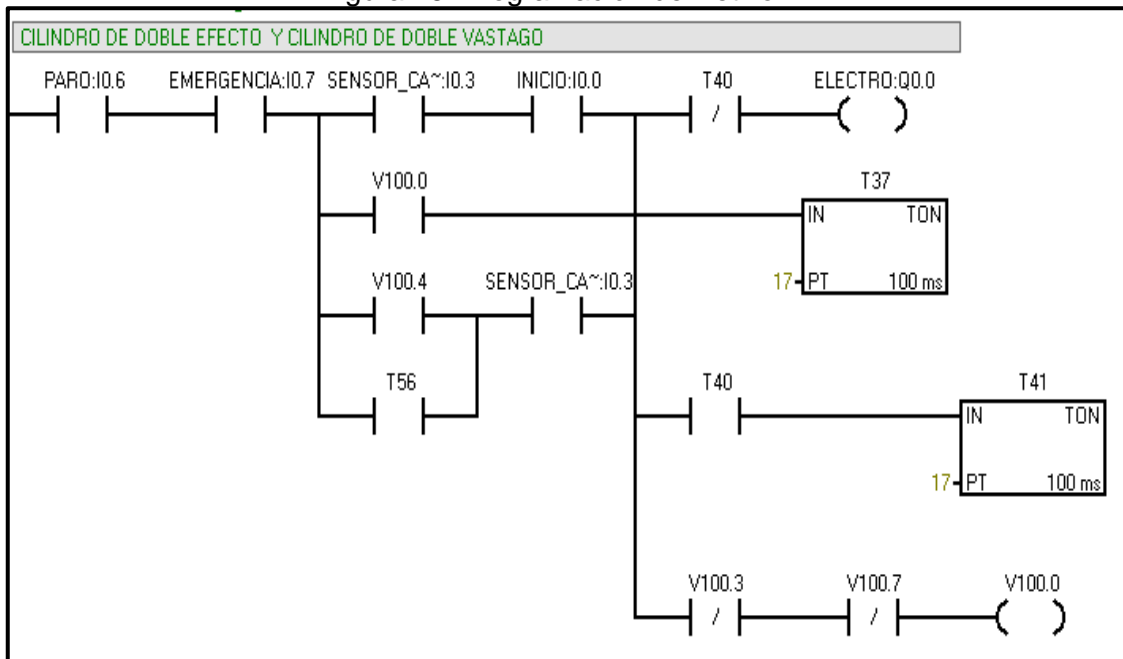 CILINDRO DE DOBLE EFECTO Y CILINDRO DE DOBLE VASTAGO
PARO:I0.6 EMERGENCIA:I0.7 SENSOR_CA~:I0.3 INICIO:I0.0 T40 ELECTRO:Q0.0
/
V100.0 T37
IN TON
V100.4 SENSOR_CA~:I0.3 17 PT 100 ms
T56 T40 T41
IN TON
17 PT 100 ms
V100.3 V100.7 V100.0
/ /